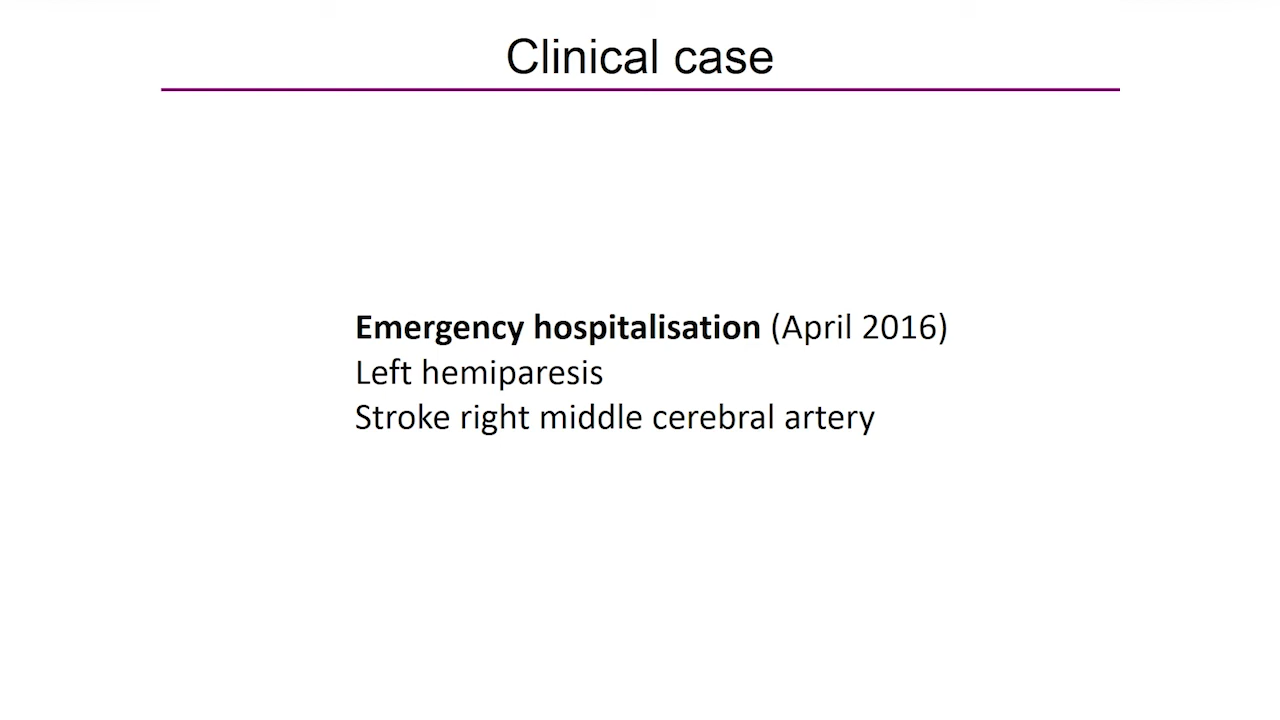 Clinical case
Emergency hospitalisation (April 2016)
Left hemiparesis
Stroke right middle cerebral artery